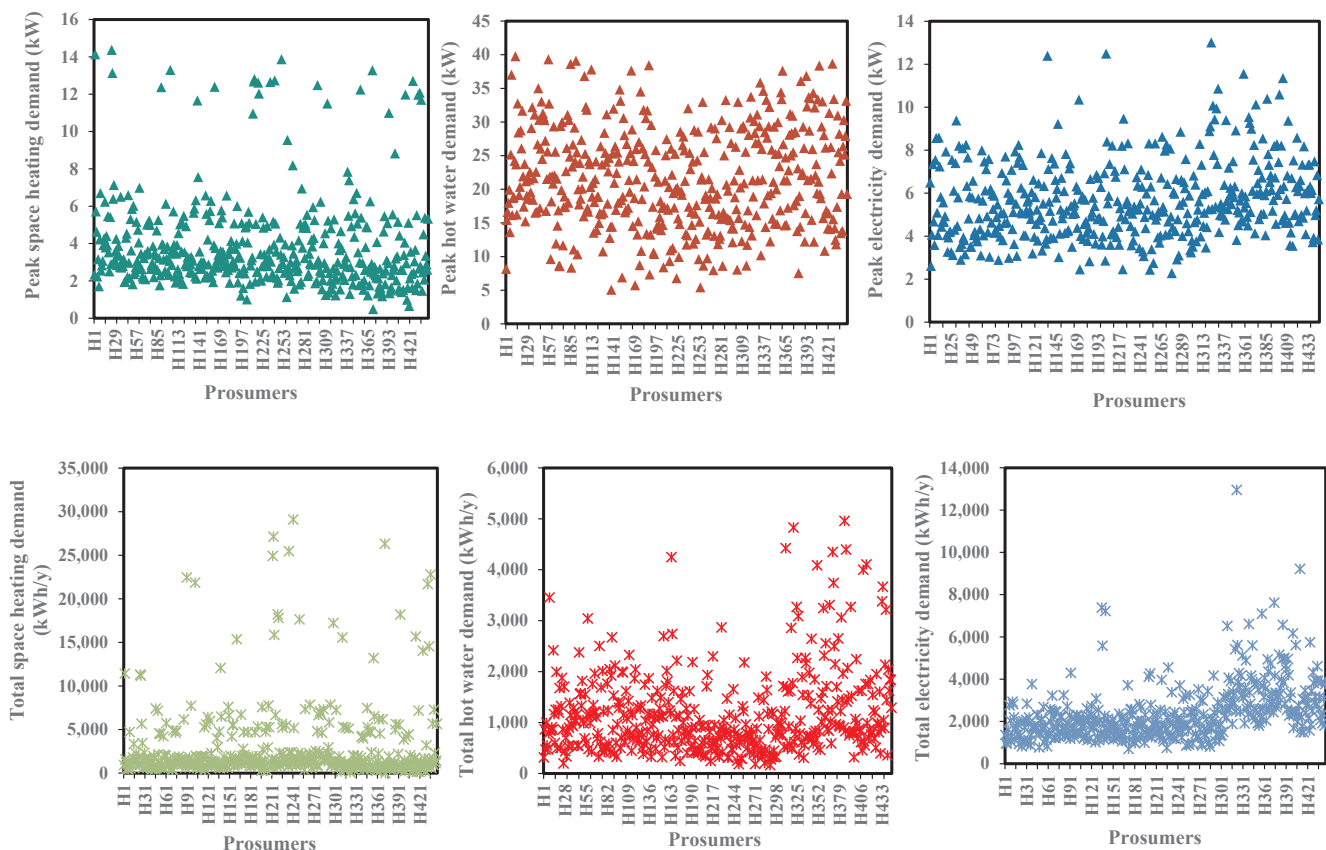 Peak space heating demand (kW)
16
14
12
10
8
6
4
2
0
H1
H29
H57
H85
H113
H141
H169
H197
H225
H253
H281
H309
H337
H365
H393
H421
Prosumers
Peak hot water demand (kW)
45
40
35
30
25
20
15
10
5
0
H1
H29
H57
H85
H113
H141
H169
H197
H225
H253
H281
H309
H337
H365
H393
H421
Prosumers
Peak electricity demand (kW)
14
12
10
8
6
4
2
0
H1
H25
H49
H73
H97
H121
H145
H169
H193
H217
H241
H265
H289
H313
H337
H361
H385
H409
H433
Prosumers
Total space heating demand
(kWh/y)
35,000
30,000
25,000
20,000
15,000
10,000
5,000
0
H1
H31
H61
H91
H121
H151
H181
H211
H241
H271
H301
H331
H361
H391
H421
Prosumers
Total hot water demand (kWh/y)
6,000
5,000
4,000
3,000
2,000
1,000
0
H1
H28
H55
H82
H109
H136
H163
H190
H217
H244
H271
H298
H325
H352
H379
H406
H433
Prosumers
Total electricity demand (kWh/y)
14,000
12,000
10,000
8,000
6,000
4,000
2,000
0
H1
H31
H61
H91
H121
H151
H181
H211
H241
H271
H301
H331
H361
H391
H421
Prosumers